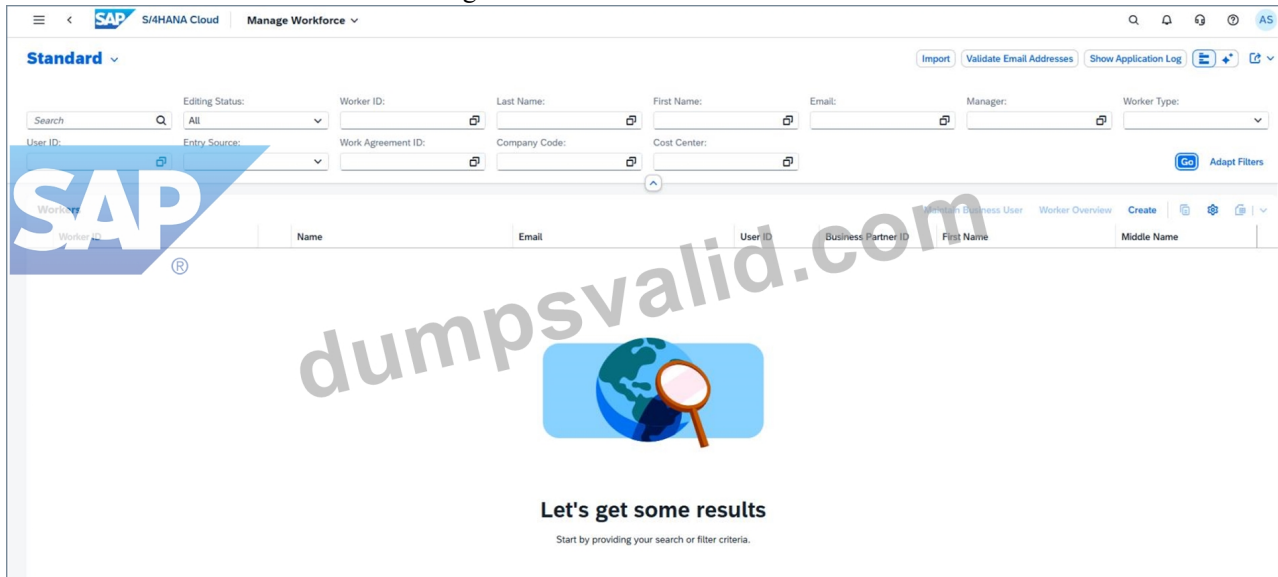 SAP S/4HANA Cloud Manage Workforce
AS
Standard
Import Validate Email Addresses Show Application Log
Editing Status: Worker ID: Last Name: First Name: Email: Manager: Worker Type:
Search All
User ID: Entry Source: Work Agreement ID: Company Code: Cost Center:
Go Adapt Filters
SAP
®
Workers Maintain Business User Worker Overview Create
Worker ID Name Email User ID Business Partner ID First Name Middle Name
dumpsvalid.com
Let's get some results
Start by providing your search or filter criteria.